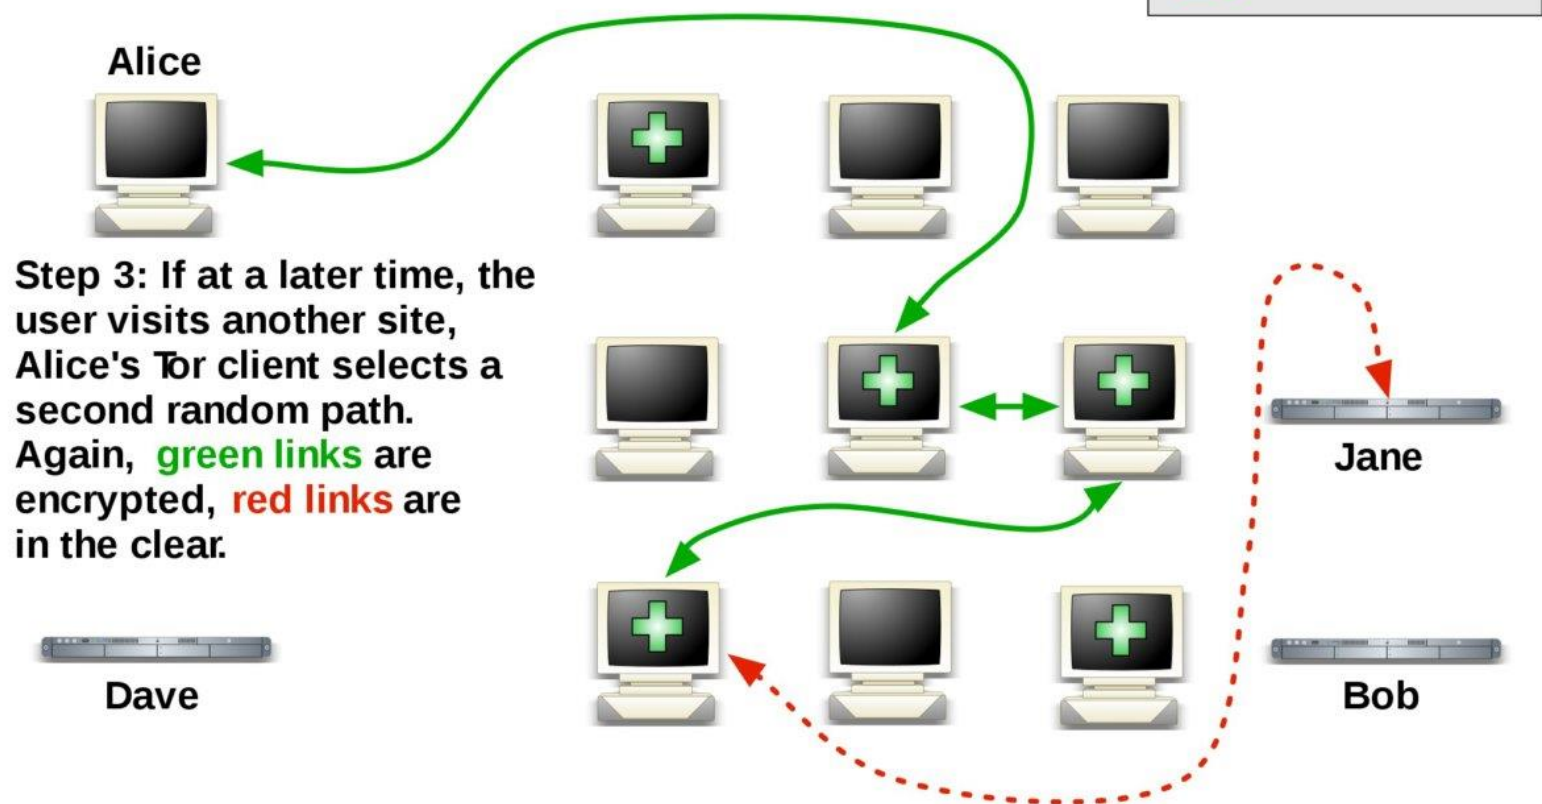 Alice
Step 3: If at a later time, the
user visits another site,
Alice's Tor client selects a
second random path.
Again, green links are
encrypted, red links are
in the clear.
Jane
Dave
Bob